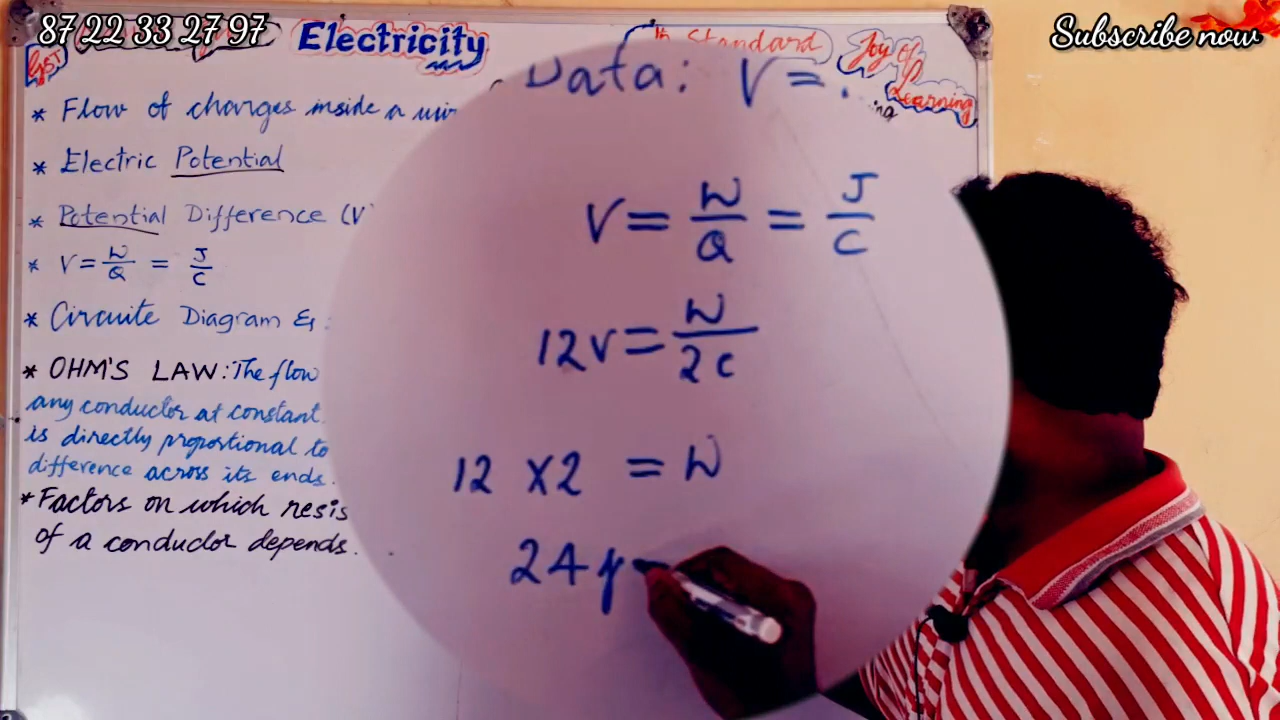 87 22 33 27 97
Subscribe now
Electricity
th Standard
Joy Of
Learning
* Flow of charges inside a
* Electric Potential
* Potential Difference (V)
* V = W/Q = J/C
* Circuite Diagram &
* OHM'S LAW: The flow
any conductor at constant
is directly proportional to
difference across its ends.
* Factors on which resis
of a conductor depends.
Data: V = .
V = W/Q = J/C
12V = W/2C
12 X 2 = W
24